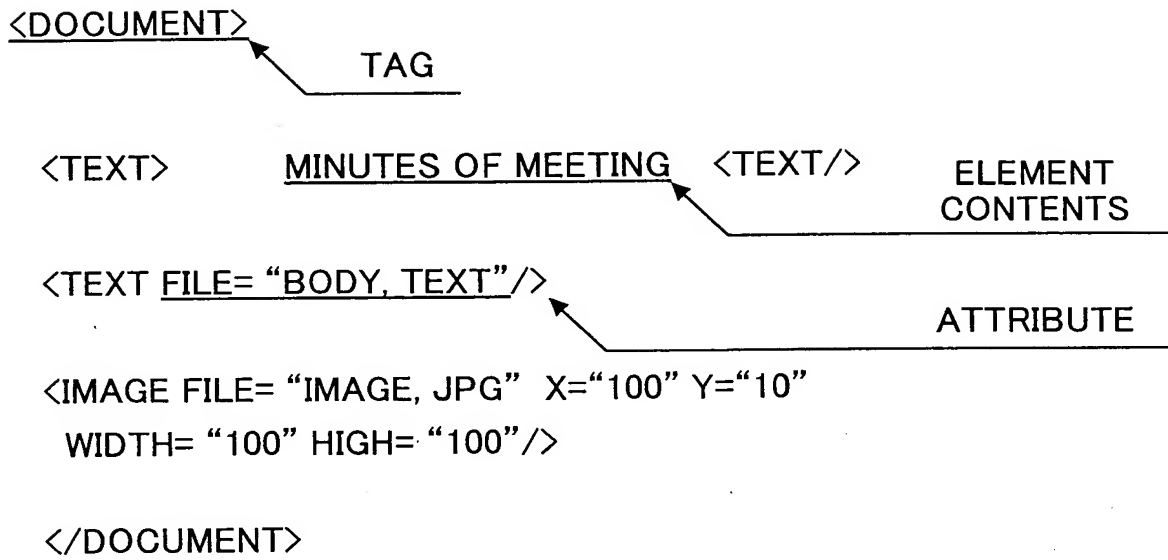 <DOCUMENT>
TAG
<TEXT> MINUTES OF MEETING <TEXT/>
ELEMENT
CONTENTS
<TEXT FILE= “BODY, TEXT”/>
ATTRIBUTE
<IMAGE FILE= “IMAGE, JPG” X=“100” Y=“10”
WIDTH= “100” HIGH= “100”/>
</DOCUMENT>